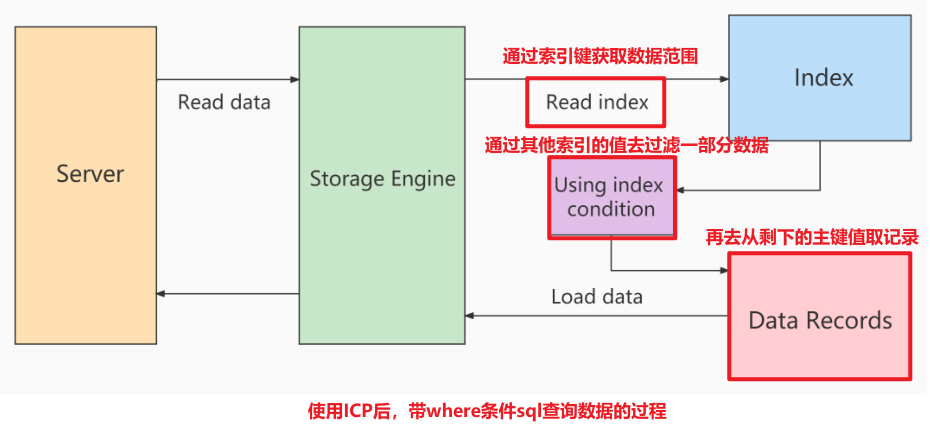 通过索引键获取数据范围
Read data
Read index
Index
通过其他索引的值去过滤一部分数据
Server
Storage Engine
Using index
condition
再去从剩下的主键值取记录
Load data
Data Records
使用ICP后，带where条件sql查询数据的过程